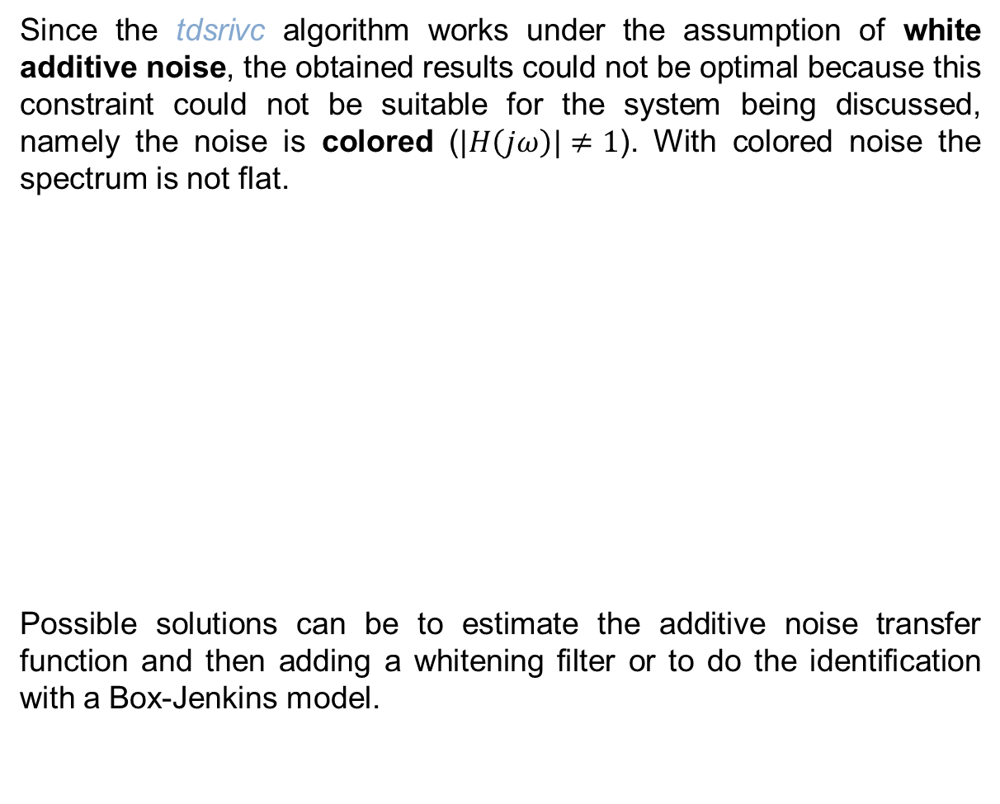 Since the tdsrivc algorithm works under the assumption of white
additive noise, the obtained results could not be optimal because this
constraint could not be suitable for the system being discussed,
namely the noise is colored (|𝐻(𝑗𝜔)| ≠ 1). With colored noise the
spectrum is not flat.
Possible solutions can be to estimate the additive noise transfer
function and then adding a whitening filter or to do the identification
with a Box-Jenkins model.